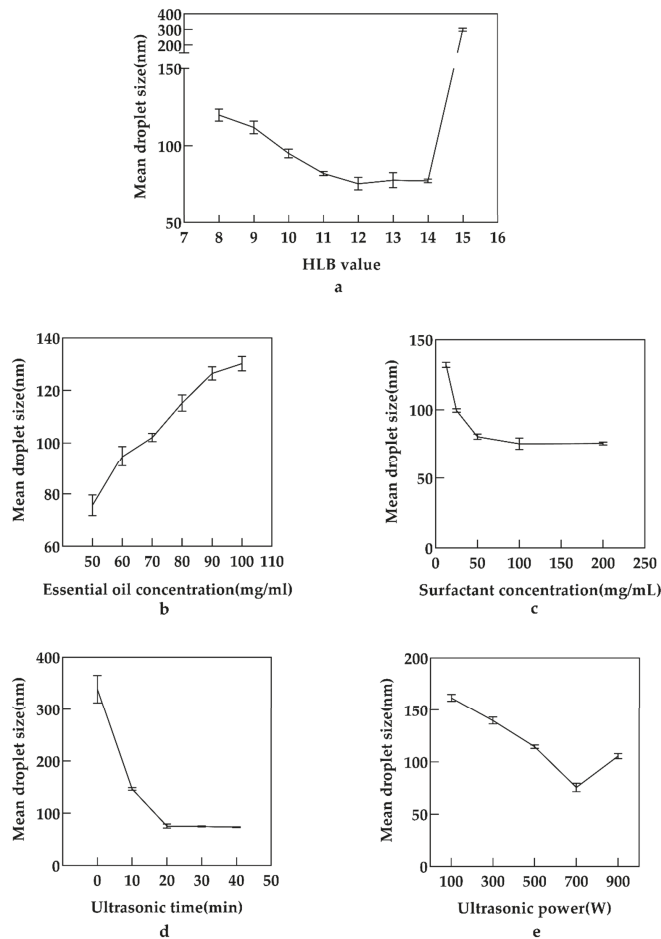 400
300
200
150
100
50
7 8 9 10 11 12 13 14 15 16
Mean droplet size(nm)
HLB value
a
140
120
100
80
60
50 60 70 80 90 100 110
Mean droplet size(nm)
Essential oil concentration(mg/ml)
b
150
100
50
0
0 50 100 150 200 250
Mean droplet size(nm)
Surfactant concentration(mg/mL)
c
400
300
200
100
0
0 10 20 30 40 50
Mean droplet size(nm)
Ultrasonic time(min)
d
200
150
100
50
0
100 300 500 700 900
Mean droplet size(nm)
Ultrasonic power(W)
e